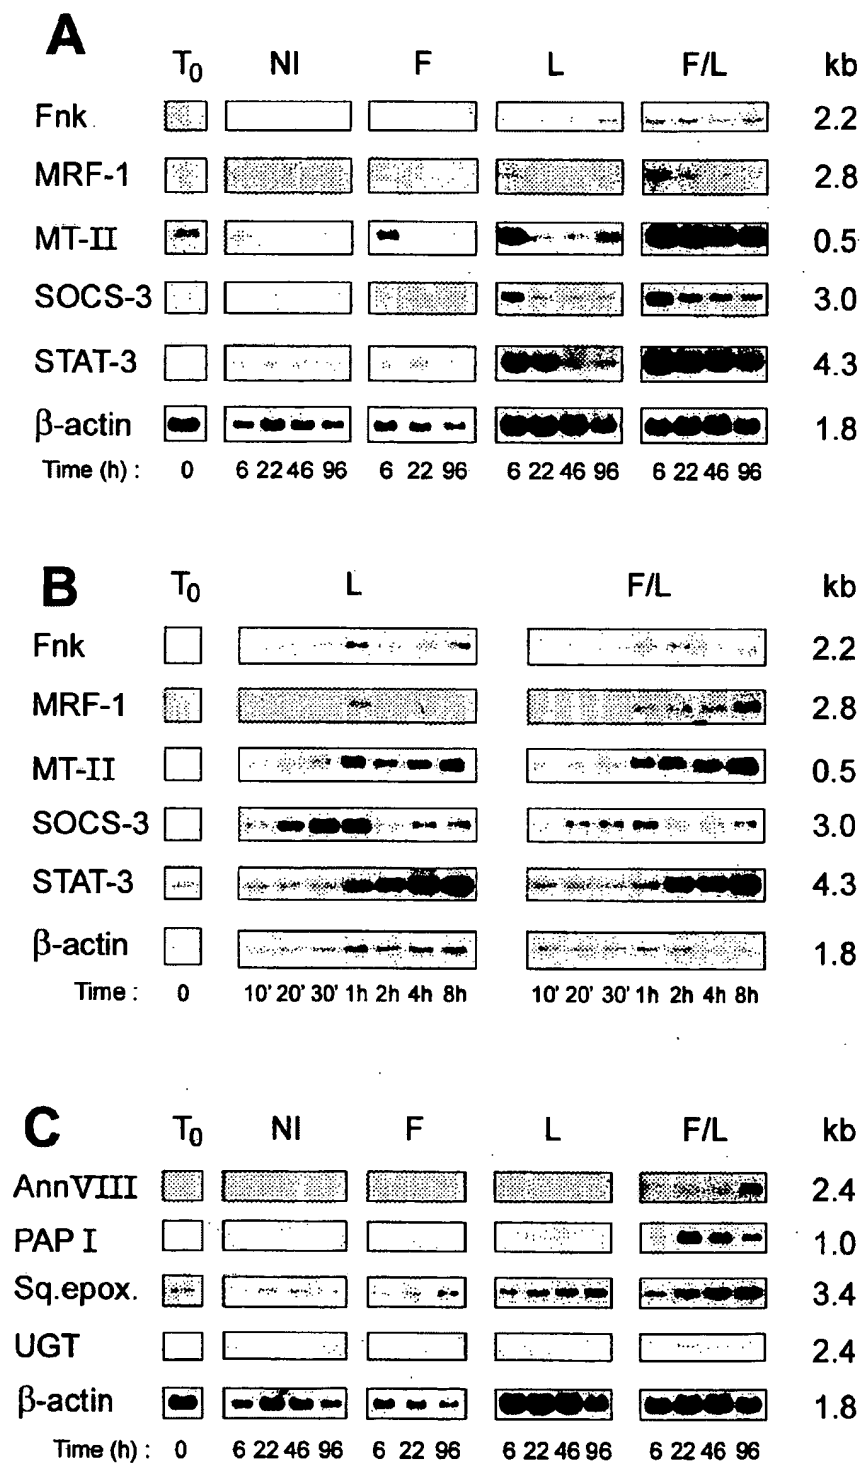 A
T0 NI F L F/L kb
Fnk 2.2
MRF-1 2.8
MT-II 0.5
SOCS-3 3.0
STAT-3 4.3
β-actin 1.8
Time (h) : 0 6 22 46 96 6 22 96 6 22 46 96 6 22 46 96
B
T0 L F/L kb
Fnk 2.2
MRF-1 2.8
MT-II 0.5
SOCS-3 3.0
STAT-3 4.3
β-actin 1.8
Time : 0 10' 20' 30' 1h 2h 4h 8h 10' 20' 30' 1h 2h 4h 8h
C
T0 NI F L F/L kb
AnnVIII 2.4
PAP I 1.0
Sq.epox. 3.4
UGT 2.4
β-actin 1.8
Time (h) : 0 6 22 46 96 6 22 96 6 22 46 96 6 22 46 96